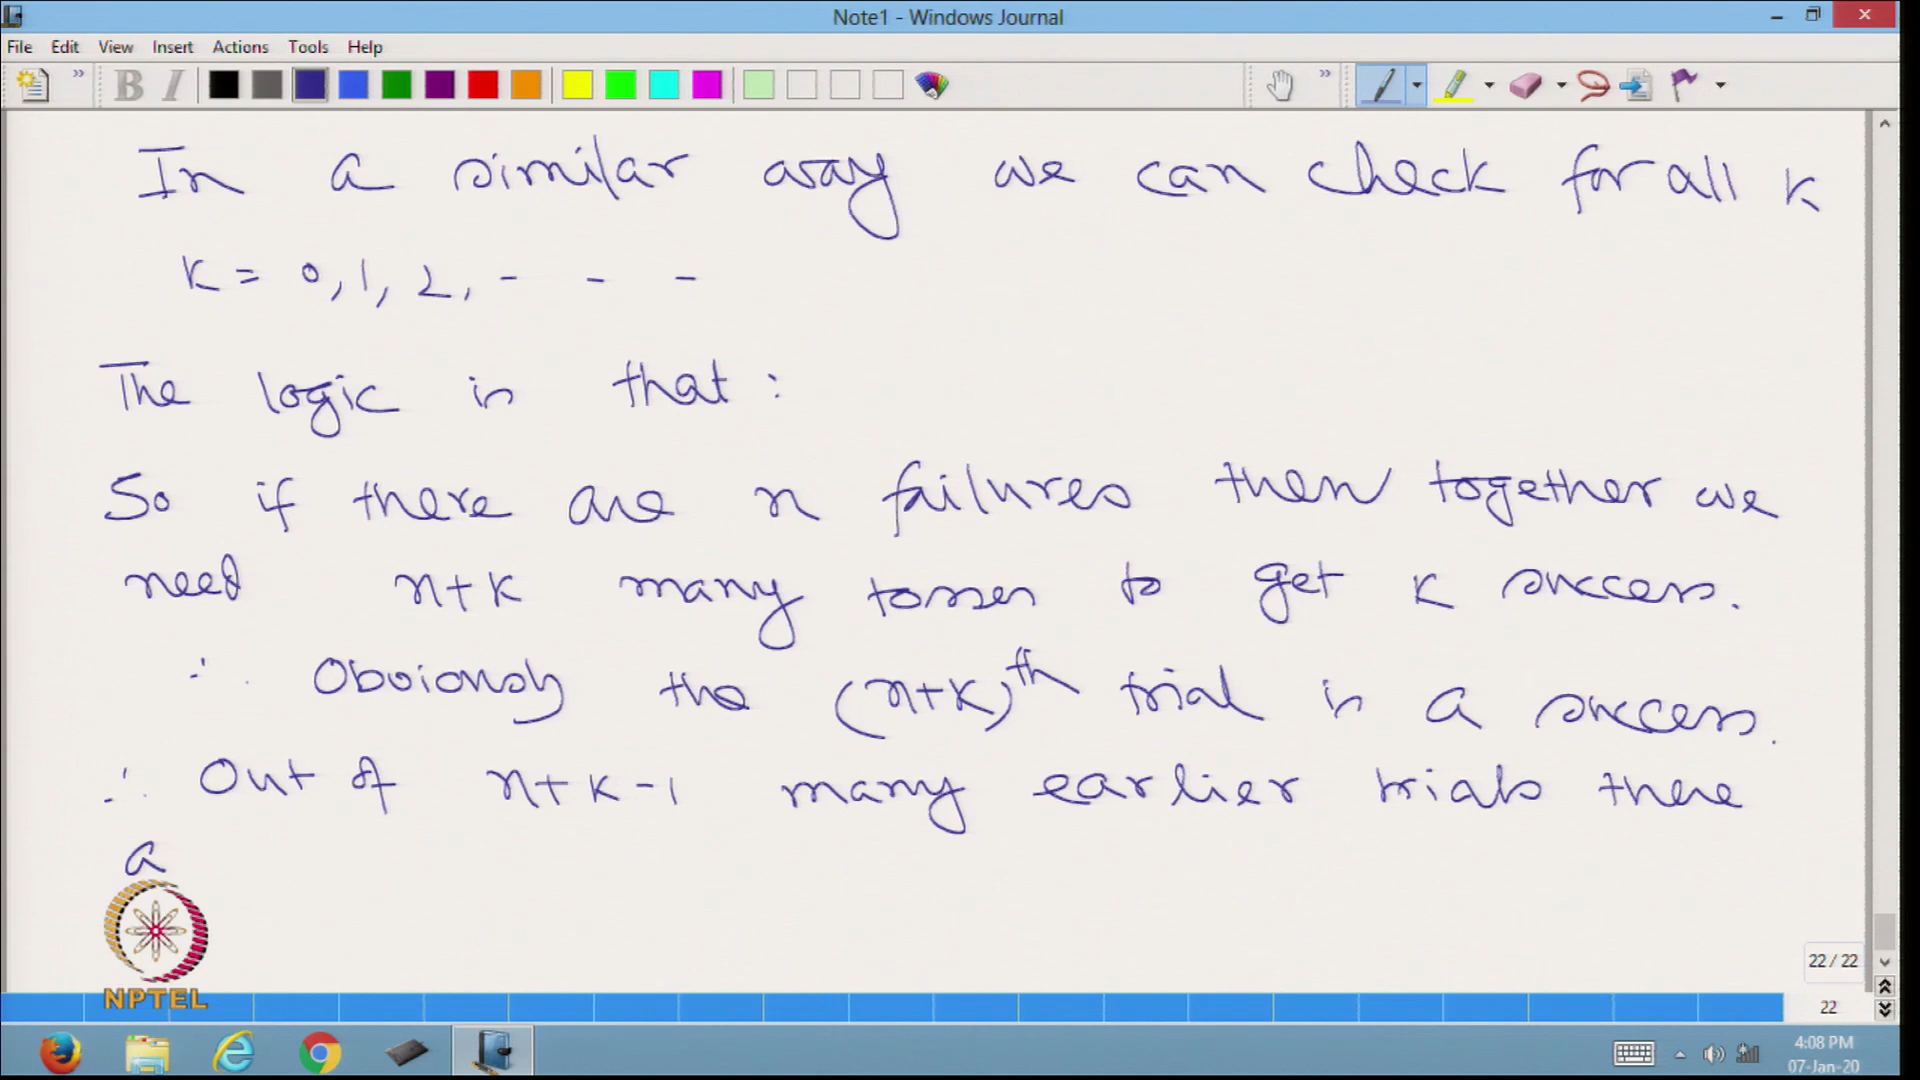 Note1 - Windows Journal
File Edit View Insert Actions Tools Help
B I
In a similar way we can check for all k
k = 0, 1, 2, - - -
The logic is that :
So if there are n failures then together we
need n+k many tosses to get k success.
∴ Obviously the (n+k)th trial is a success.
∴ Out of n+k-1 many earlier trials there
a
NPTEL
22 / 22
22
4:08 PM
07-Jan-20